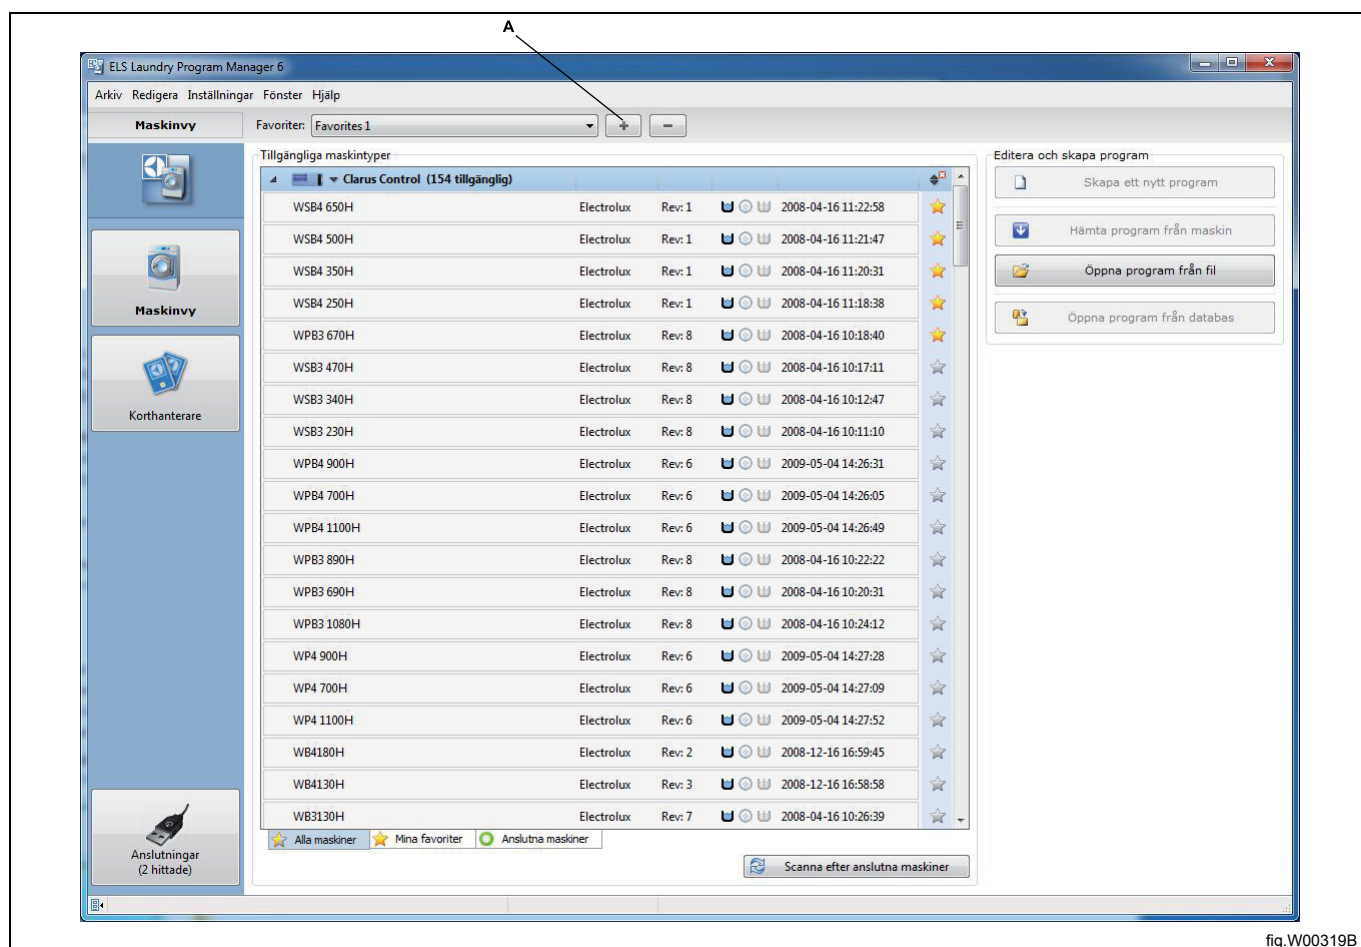 A
ELS Laundry Program Manager 6
Arkiv Redigera Inställningar Fönster Hjälp
Maskinvy
Favoriter: Favorites 1
Tillgängliga maskintyper
Clarus Control (154 tillgänglig)
WSB4 650H Electrolux Rev: 1 2008-04-16 11:22:58
WSB4 500H Electrolux Rev: 1 2008-04-16 11:21:47
WSB4 350H Electrolux Rev: 1 2008-04-16 11:20:31
WSB4 250H Electrolux Rev: 1 2008-04-16 11:18:38
WPB3 670H Electrolux Rev: 8 2008-04-16 10:18:40
WSB3 470H Electrolux Rev: 8 2008-04-16 10:17:11
WSB3 340H Electrolux Rev: 8 2008-04-16 10:12:47
WSB3 230H Electrolux Rev: 8 2008-04-16 10:11:10
WPB4 900H Electrolux Rev: 6 2009-05-04 14:26:31
WPB4 700H Electrolux Rev: 6 2009-05-04 14:26:05
WPB4 1100H Electrolux Rev: 6 2009-05-04 14:26:49
WPB3 890H Electrolux Rev: 8 2008-04-16 10:22:22
WPB3 690H Electrolux Rev: 8 2008-04-16 10:20:31
WPB3 1080H Electrolux Rev: 8 2008-04-16 10:24:12
WP4 900H Electrolux Rev: 6 2009-05-04 14:27:28
WP4 700H Electrolux Rev: 6 2009-05-04 14:27:09
WP4 1100H Electrolux Rev: 6 2009-05-04 14:27:52
WB4180H Electrolux Rev: 2 2008-12-16 16:59:45
WB4130H Electrolux Rev: 3 2008-12-16 16:58:58
WB3130H Electrolux Rev: 7 2008-04-16 10:26:39
Alla maskiner Mina favoriter Anslutna maskiner
Scanna efter anslutna maskiner
Editera och skapa program
Skapa ett nytt program
Hämta program från maskin
Öppna program från fil
Öppna program från databas
Maskinvy
Korthanterare
Anslutningar
(2 hittade)
fig.W00319B